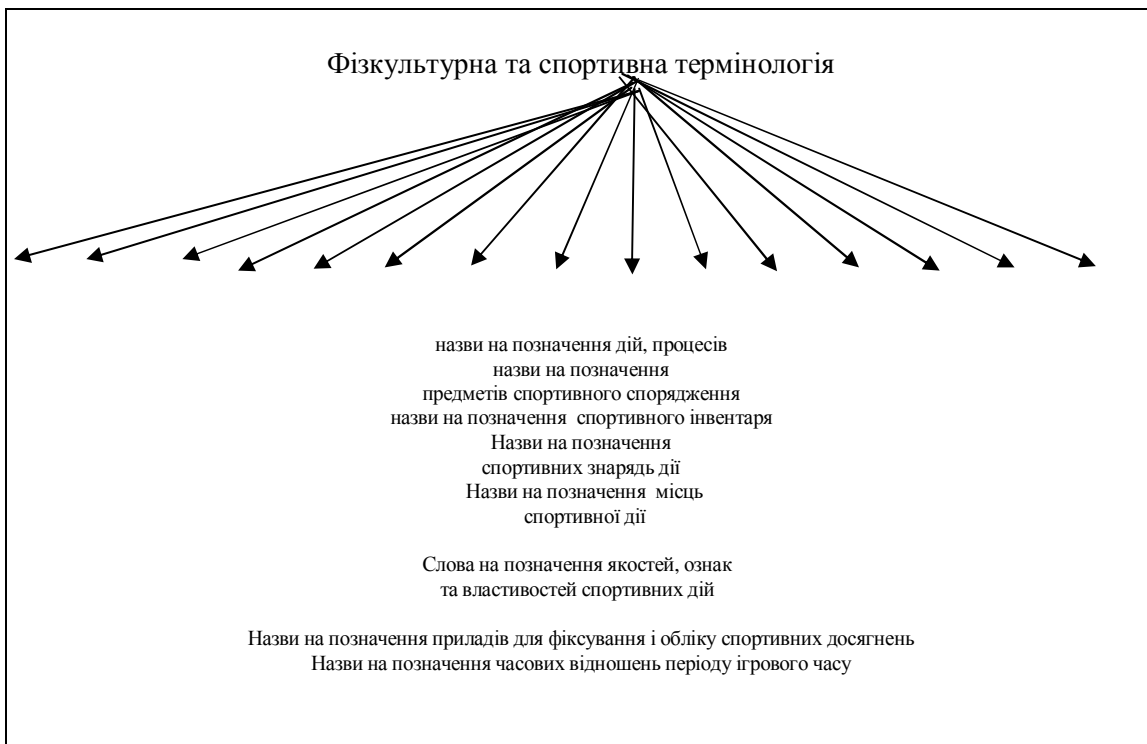 Фізкультурна та спортивна термінологія
назви на позначення дій, процесів
назви на позначення
предметів спортивного спорядження
назви на позначення спортивного інвентаря
Назви на позначення
спортивних знарядь дії
Назви на позначення місць
спортивної дії
Слова на позначення якостей, ознак
та властивостей спортивних дій
Назви на позначення приладів для фіксування і обліку спортивних досягнень
Назви на позначення часових відношень періоду ігрового часу